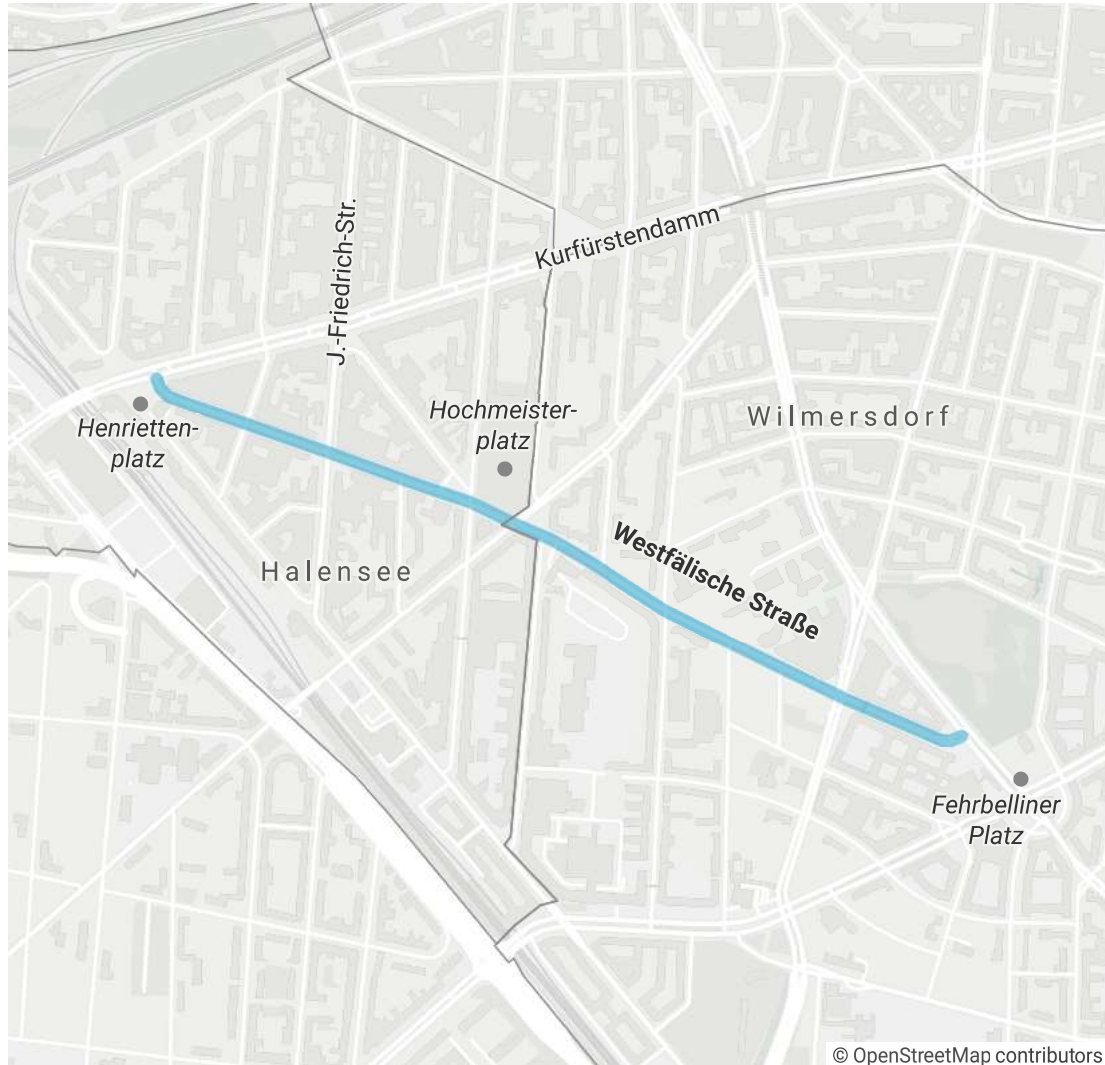 J.-Friedrich-Str.
Kurfürstendamm
Henrietten-
platz
Hochmeister-
platz
Wilmersdorf
Halensee
Westfälische Straße
Fehrbelliner
Platz
© OpenStreetMap contributors